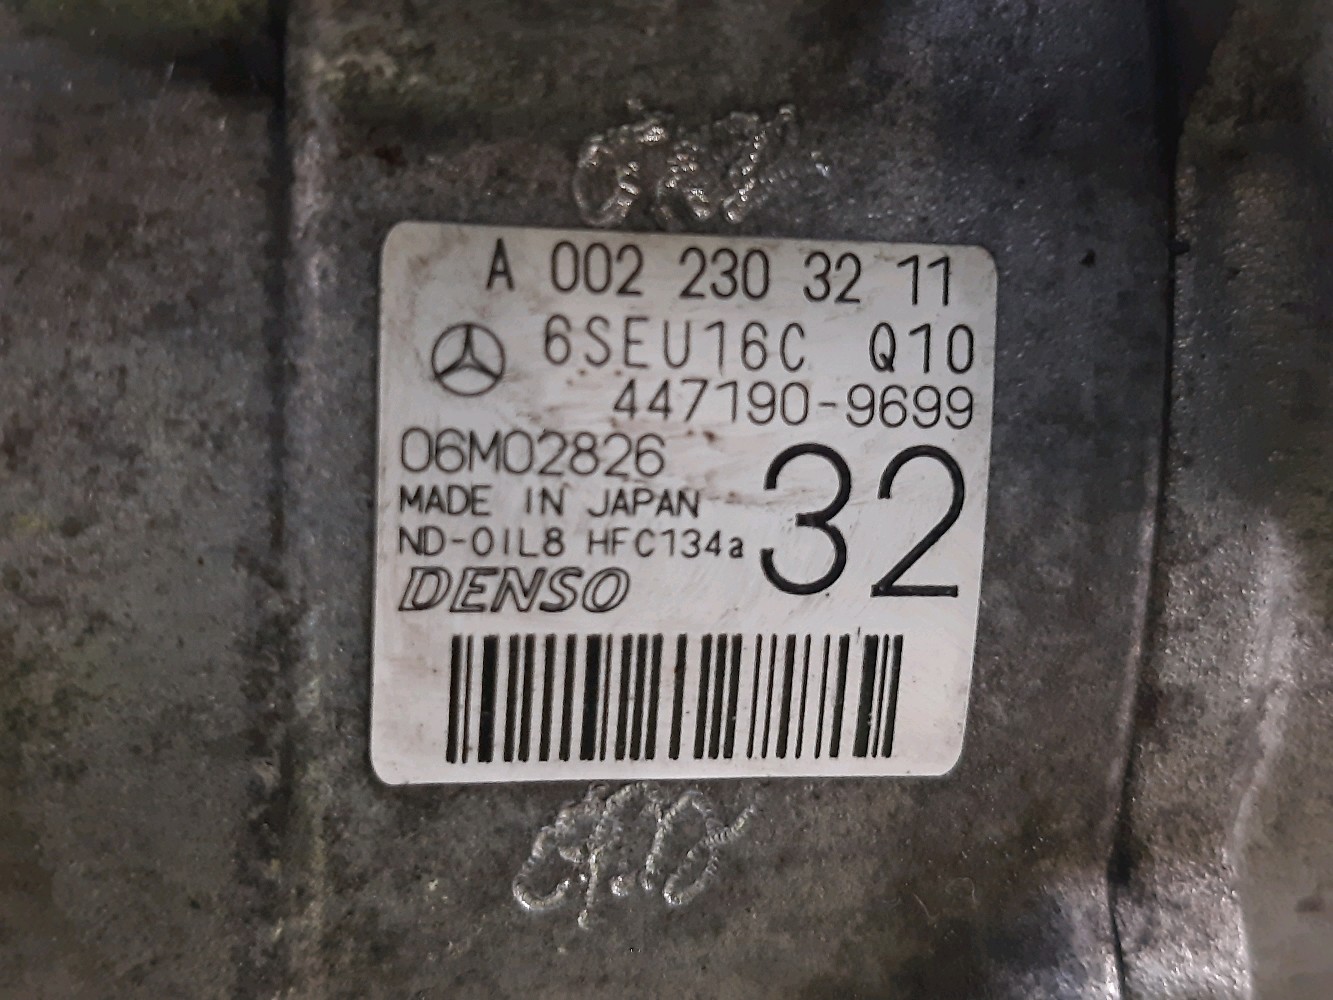 A 002 230 32 11
6SEU16C Q10
447190-9699
06M02826
32
MADE IN JAPAN
ND-OIL8 HFC134a
DENSO